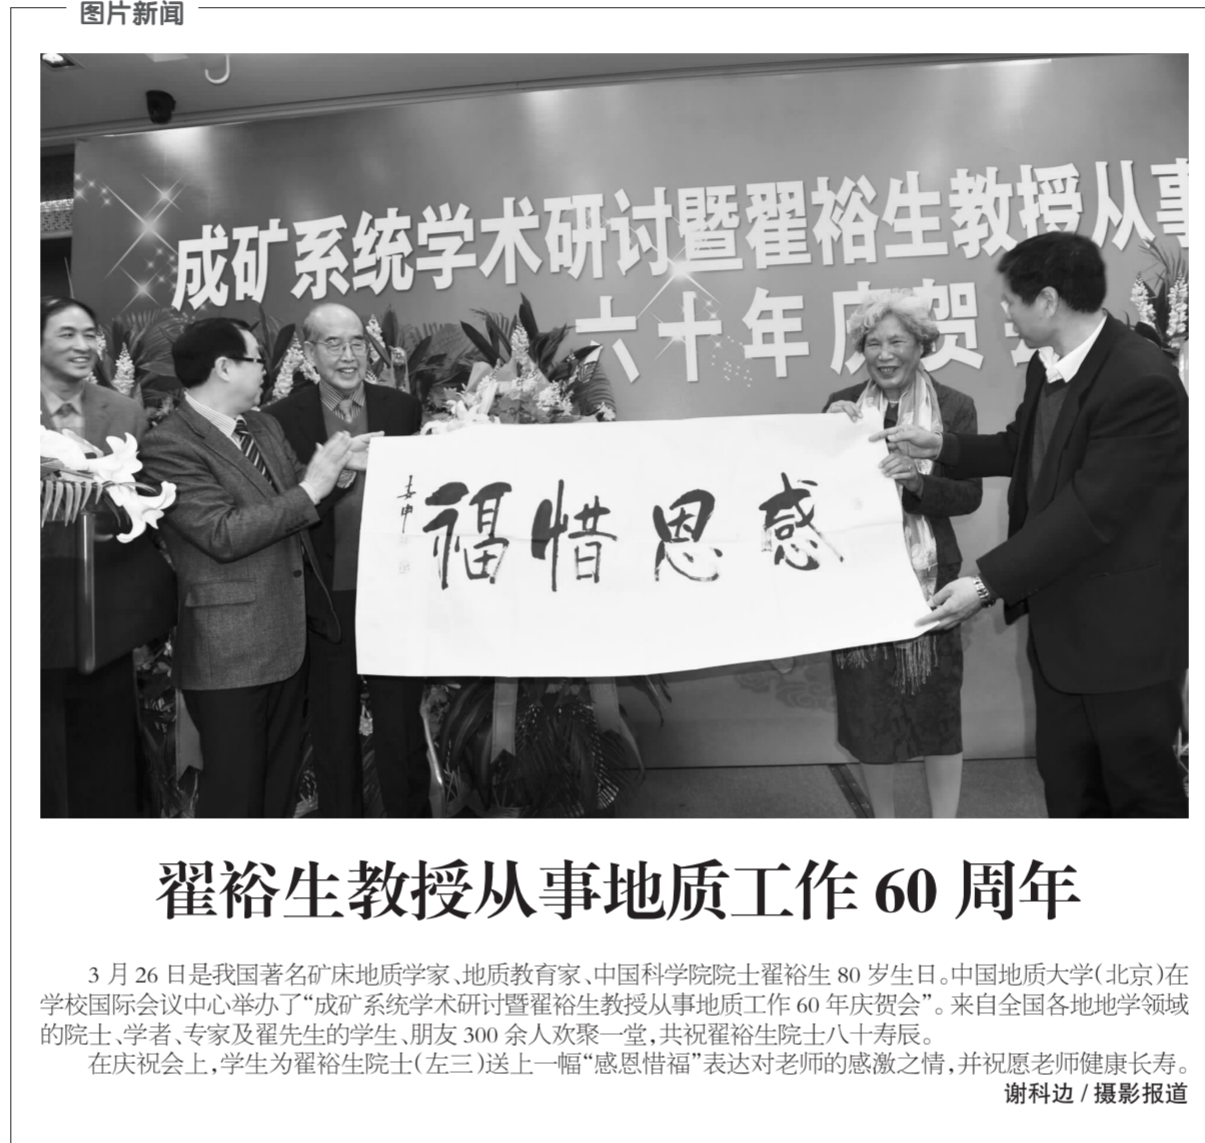 图片新闻
成矿系统学术研讨暨翟裕生教授从事
六十年庆贺
感恩惜福
翟裕生教授从事地质工作 60 周年
3 月 26 日是我国著名矿床地质学家、地质教育家、中国科学院院士翟裕生 80 岁生日。中国地质大学(北京)在
学校国际会议中心举办了“成矿系统学术研讨暨翟裕生教授从事地质工作 60 年庆贺会”。来自全国各地地学领域
的院士、学者、专家及翟先生的学生、朋友 300 余人欢聚一堂,共祝翟裕生院士八十寿辰。
在庆祝会上,学生为翟裕生院士(左三)送上一幅“感恩惜福”表达对老师的感激之情,并祝愿老师健康长寿。
谢科边 / 摄影报道